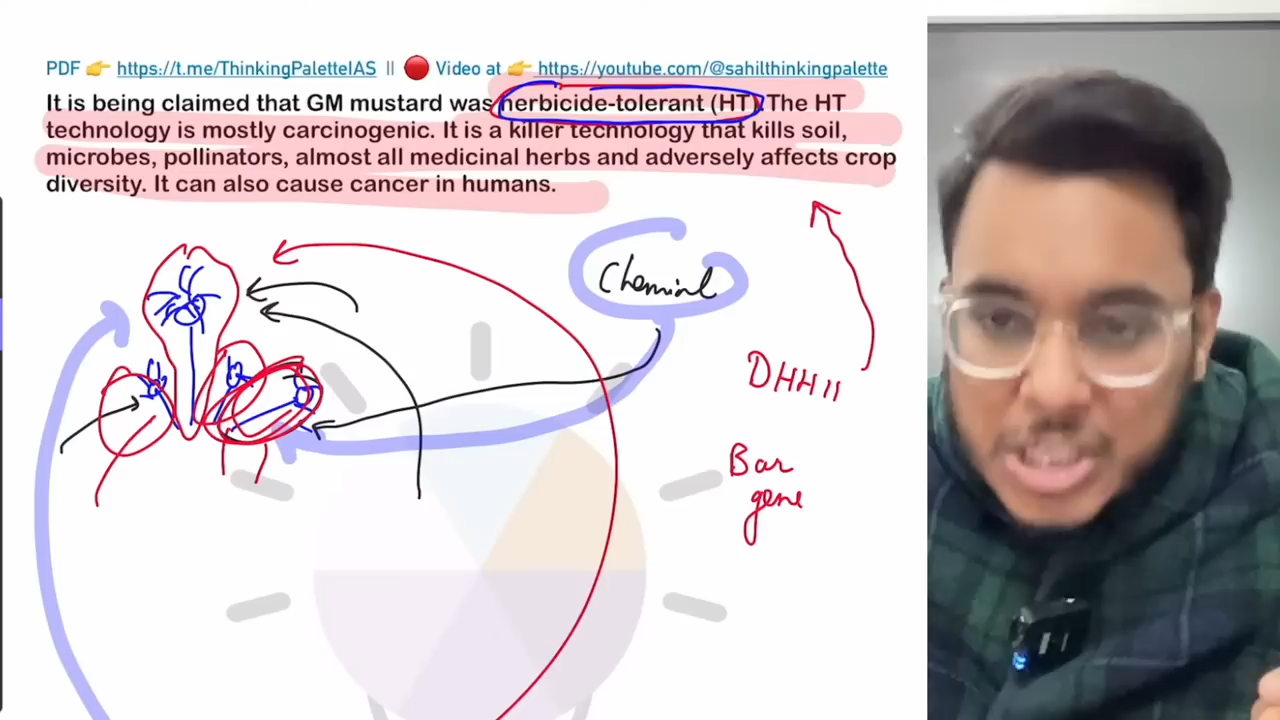 PDF 👉 https://t.me/ThinkingPaletteIAS || 🔴 Video at 👉 https://youtube.com/@sahilthinkingpalette
It is being claimed that GM mustard was herbicide-tolerant (HT). The HT
technology is mostly carcinogenic. It is a killer technology that kills soil,
microbes, pollinators, almost all medicinal herbs and adversely affects crop
diversity. It can also cause cancer in humans.
Chemical
DHH11
Bar
gene